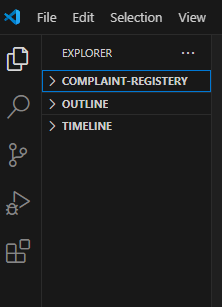 File Edit Selection View
EXPLORER
COMPLAINT-REGISTERY
OUTLINE
TIMELINE